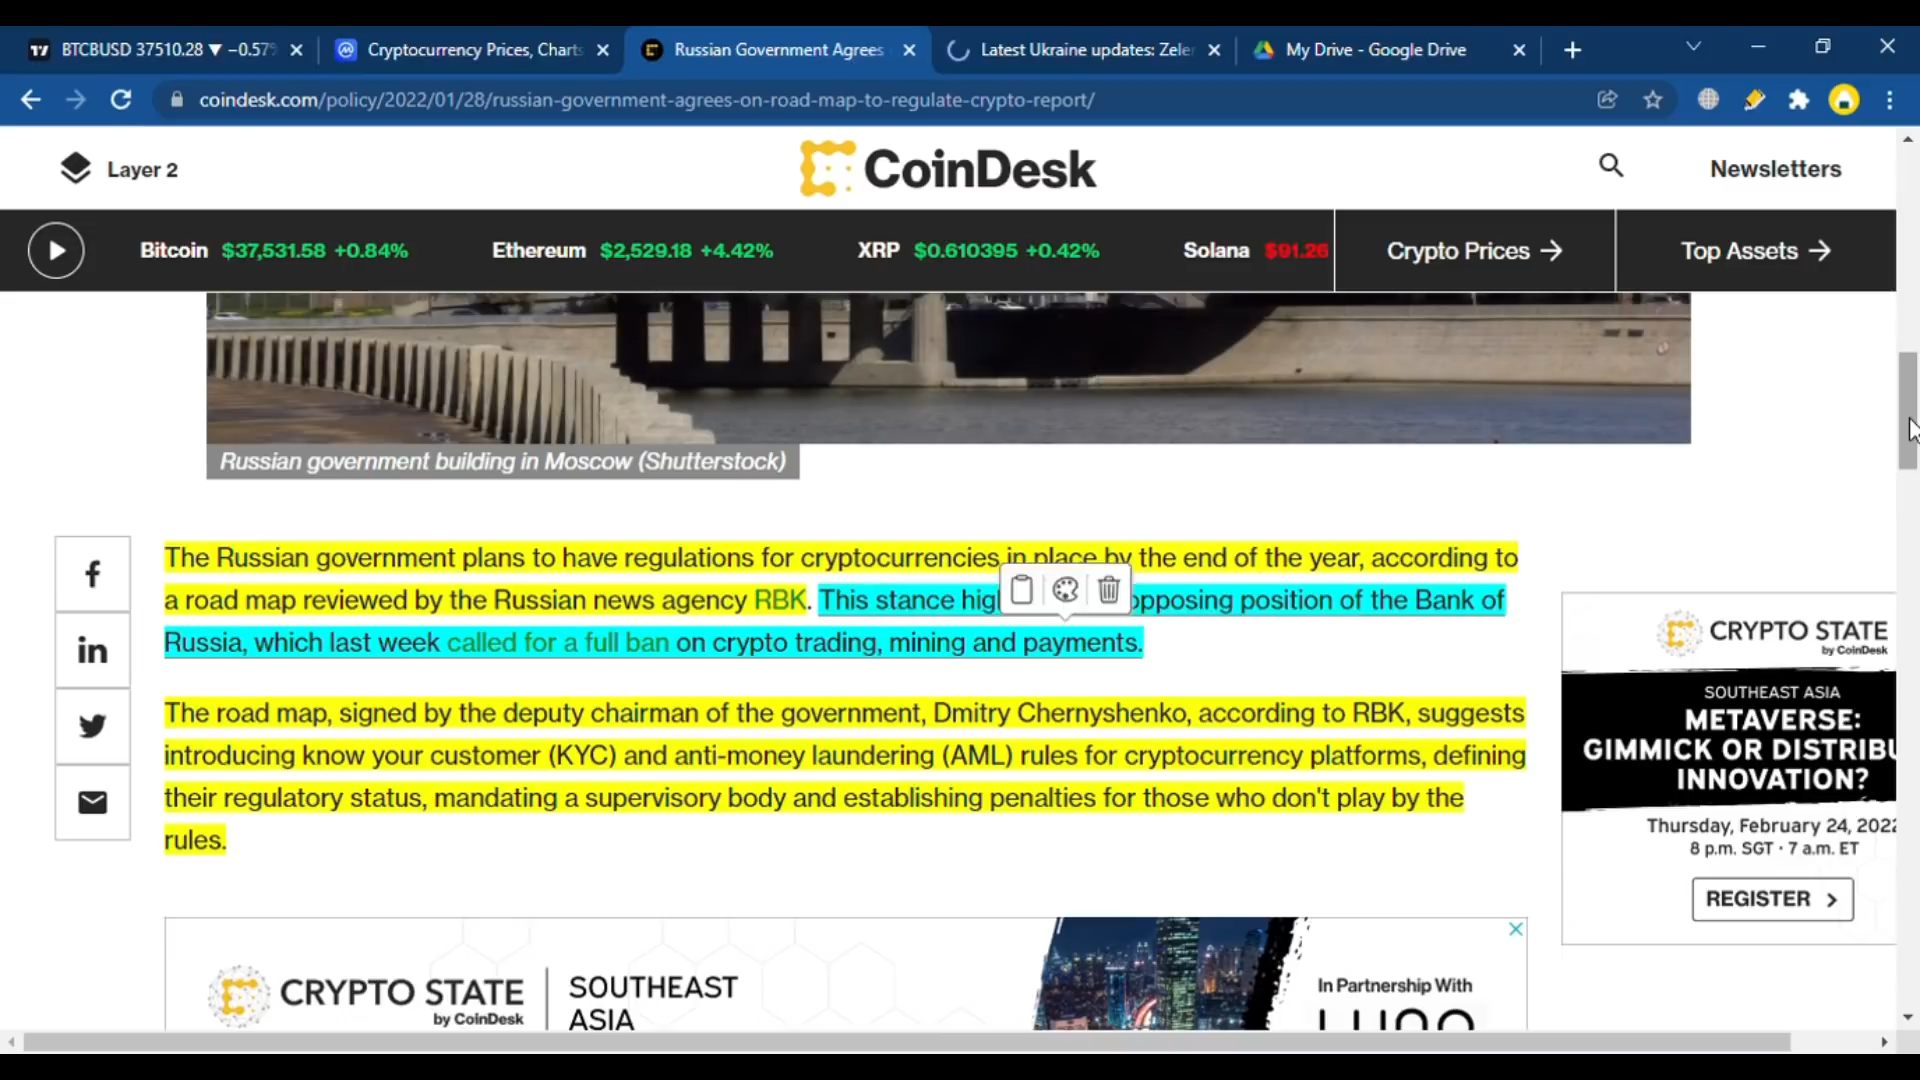 BTCBUSD 37510.28 ▼ −0.57%
Cryptocurrency Prices, Charts
Russian Government Agrees
Latest Ukraine updates: Zele
My Drive - Google Drive
coindesk.com/policy/2022/01/28/russian-government-agrees-on-road-map-to-regulate-crypto-report/
Layer 2
CoinDesk
Newsletters
Bitcoin $37,531.58 +0.84%
Ethereum $2,529.18 +4.42%
XRP $0.610395 +0.42%
Solana $91.26
Crypto Prices →
Top Assets →
Russian government building in Moscow (Shutterstock)
The Russian government plans to have regulations for cryptocurrencies in place by the end of the year, according to
a road map reviewed by the Russian news agency RBK. This stance hig opposing position of the Bank of
Russia, which last week called for a full ban on crypto trading, mining and payments.
The road map, signed by the deputy chairman of the government, Dmitry Chernyshenko, according to RBK, suggests
introducing know your customer (KYC) and anti-money laundering (AML) rules for cryptocurrency platforms, defining
their regulatory status, mandating a supervisory body and establishing penalties for those who don't play by the
rules.
CRYPTO STATE
by CoinDesk
SOUTHEAST ASIA
METAVERSE:
GIMMICK OR DISTRIBU
INNOVATION?
Thursday, February 24, 2022
8 p.m. SGT · 7 a.m. ET
REGISTER >
CRYPTO STATE
by CoinDesk
SOUTHEAST
ASIA
In Partnership With